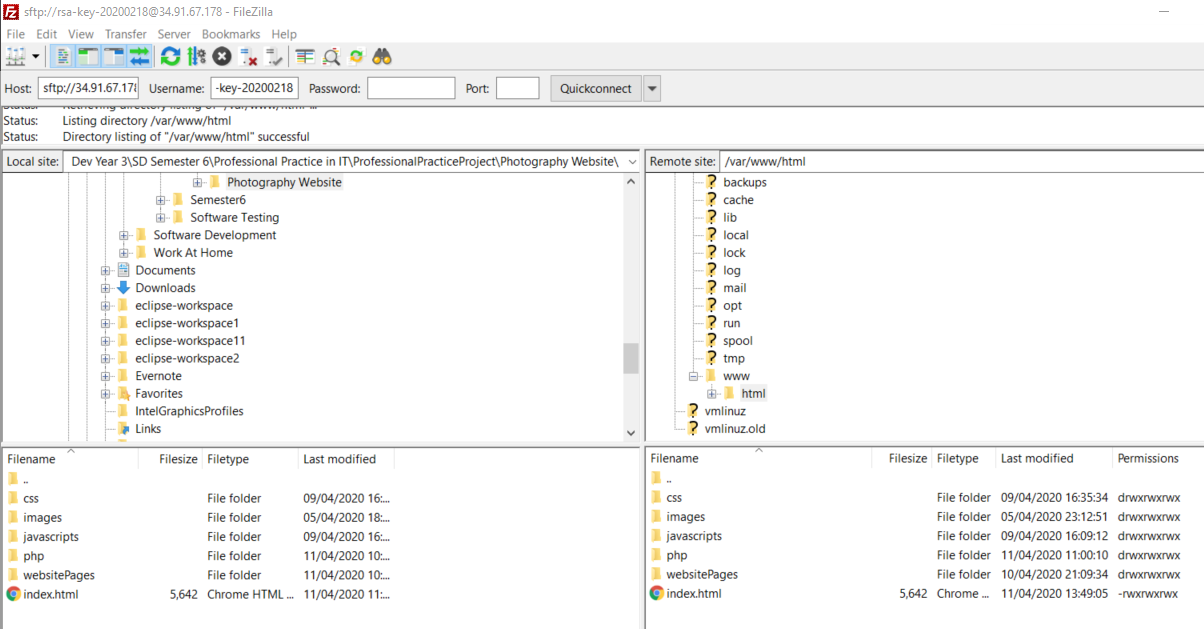 sftp://rsa-key-20200218@34.91.67.178 - FileZilla
File Edit View Transfer Server Bookmarks Help
Host: sftp://34.91.67.178 Username: -key-20200218 Password: Port: Quickconnect
Status: Retrieving directory listing of "/var/www/html"...
Status: Listing directory /var/www/html
Status: Directory listing of "/var/www/html" successful
Local site: Dev Year 3\SD Semester 6\Professional Practice in IT\ProfessionalPracticeProject\Photography Website\
Photography Website
Semester6
Software Testing
Software Development
Work At Home
Documents
Downloads
eclipse-workspace
eclipse-workspace1
eclipse-workspace11
eclipse-workspace2
Evernote
Favorites
IntelGraphicsProfiles
Links
Remote site: /var/www/html
backups
cache
lib
local
lock
log
mail
opt
run
spool
tmp
www
html
vmlinuz
vmlinuz.old
Filename Filesize Filetype Last modified
..
css File folder 09/04/2020 16:...
images File folder 05/04/2020 18:...
javascripts File folder 09/04/2020 16:...
php File folder 11/04/2020 10:...
websitePages File folder 11/04/2020 10:...
index.html 5,642 Chrome HTML ... 11/04/2020 11:...
Filename Filesize Filetype Last modified Permissions
..
css File folder 09/04/2020 16:35:34 drwxrwxrwx
images File folder 05/04/2020 23:12:51 drwxrwxrwx
javascripts File folder 09/04/2020 16:09:12 drwxrwxrwx
php File folder 11/04/2020 11:00:10 drwxrwxrwx
websitePages File folder 10/04/2020 21:09:34 drwxrwxrwx
index.html 5,642 Chrome ... 11/04/2020 13:49:05 -rwxrwxrwx